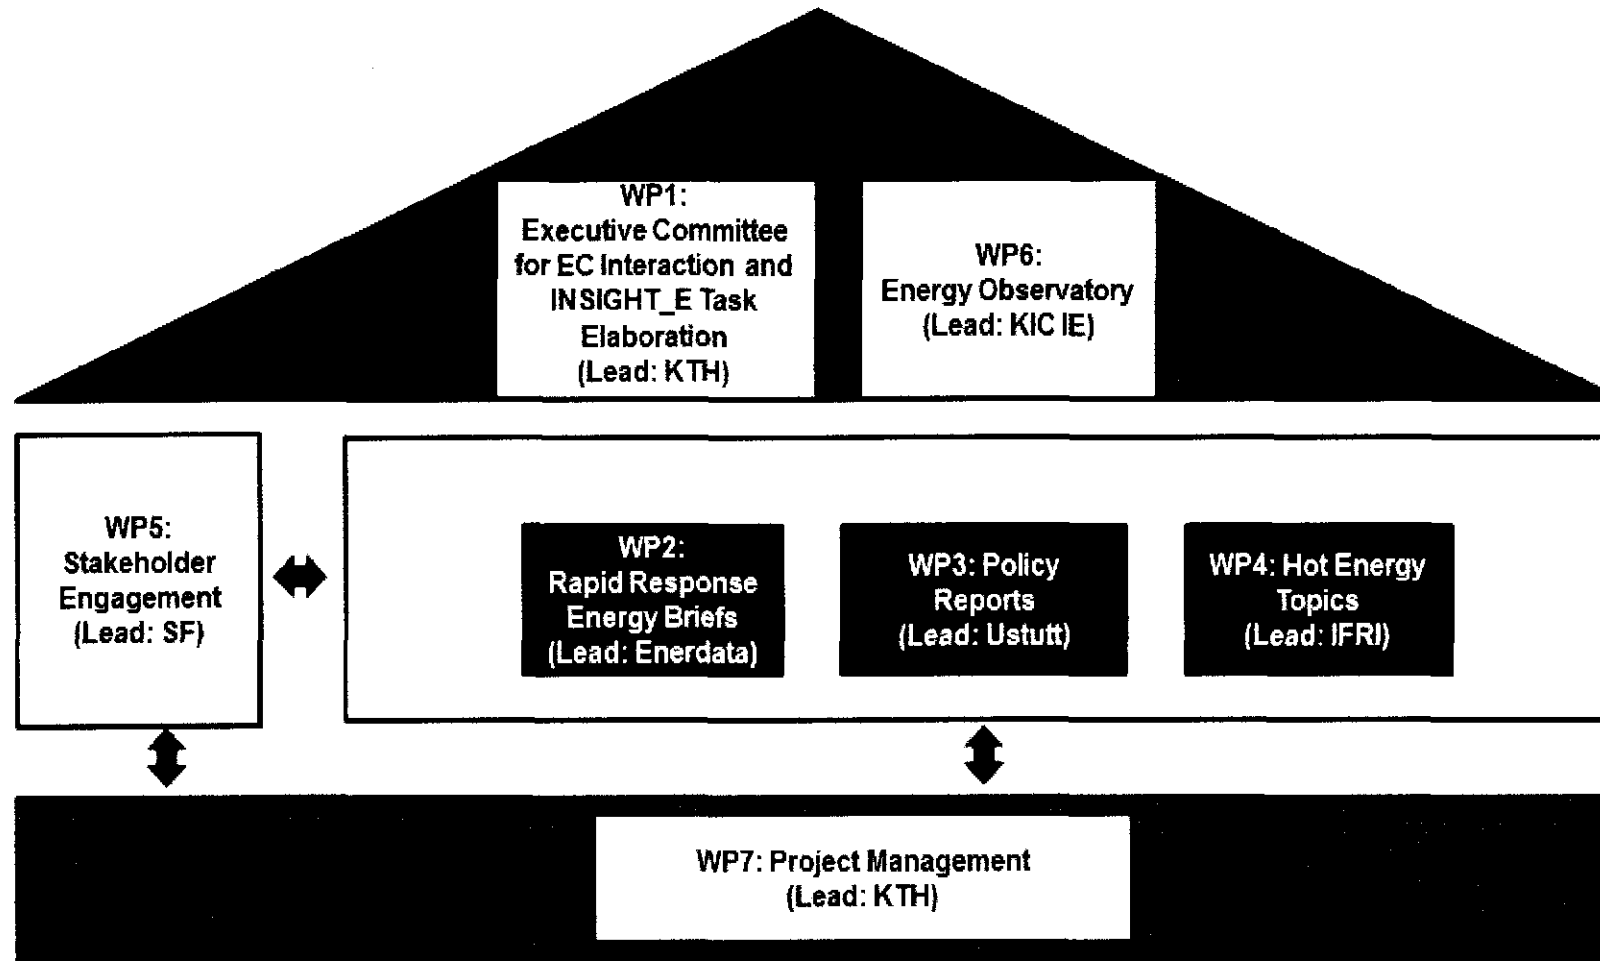 WP1:
Executive Committee
for EC Interaction and
INSIGHT_E Task
Elaboration
(Lead: KTH)
WP6:
Energy Observatory
(Lead: KIC IE)
WP5:
Stakeholder
Engagement
(Lead: SF)
WP2:
Rapid Response
Energy Briefs
(Lead: Enerdata)
WP3: Policy
Reports
(Lead: Ustutt)
WP4: Hot Energy
Topics
(Lead: IFRI)
WP7: Project Management
(Lead: KTH)